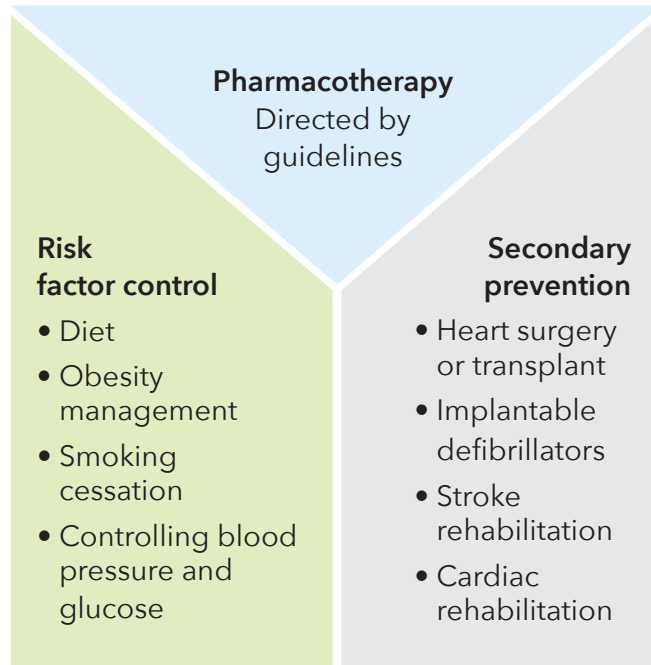 Pharmacotherapy
Directed by
guidelines
Risk
factor control
• Diet
• Obesity
management
• Smoking
cessation
• Controlling blood
pressure and
glucose
Secondary
prevention
• Heart surgery
or transplant
• Implantable
defibrillators
• Stroke
rehabilitation
• Cardiac
rehabilitation